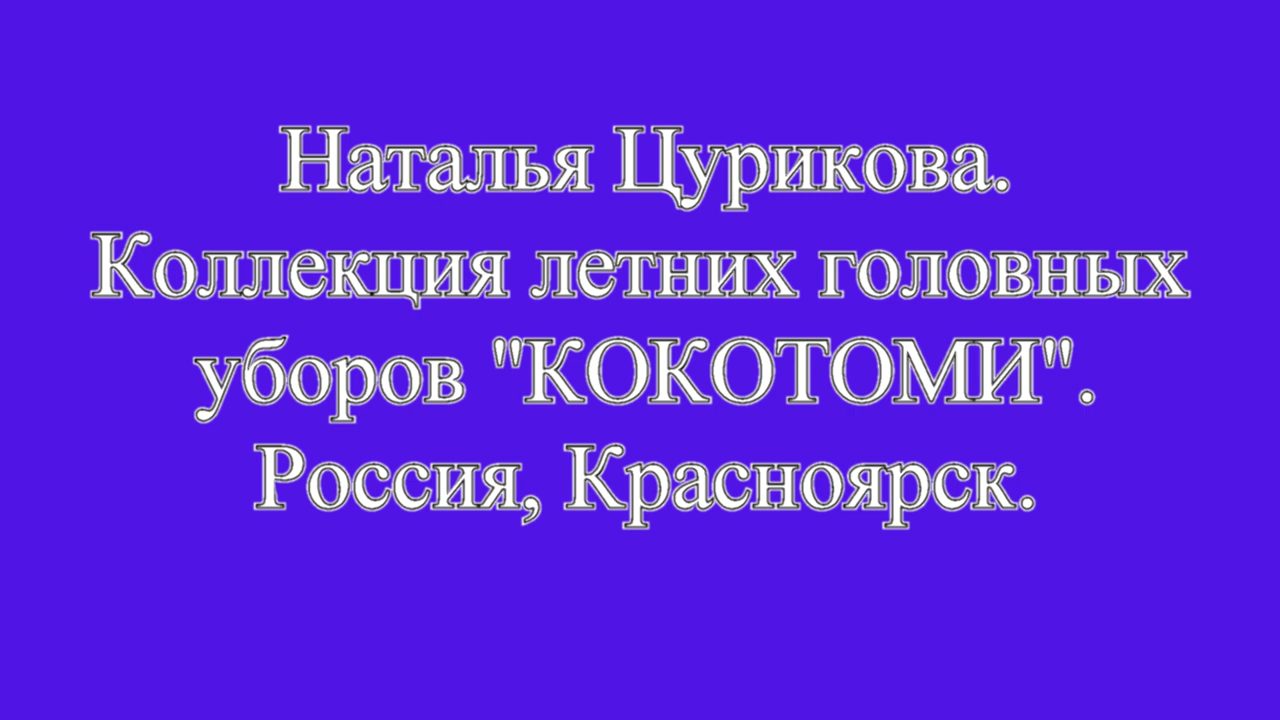 Наталья Цурикова.
Коллекция летних головных
уборов "КОКОТОМИ".
Россия, Красноярск.